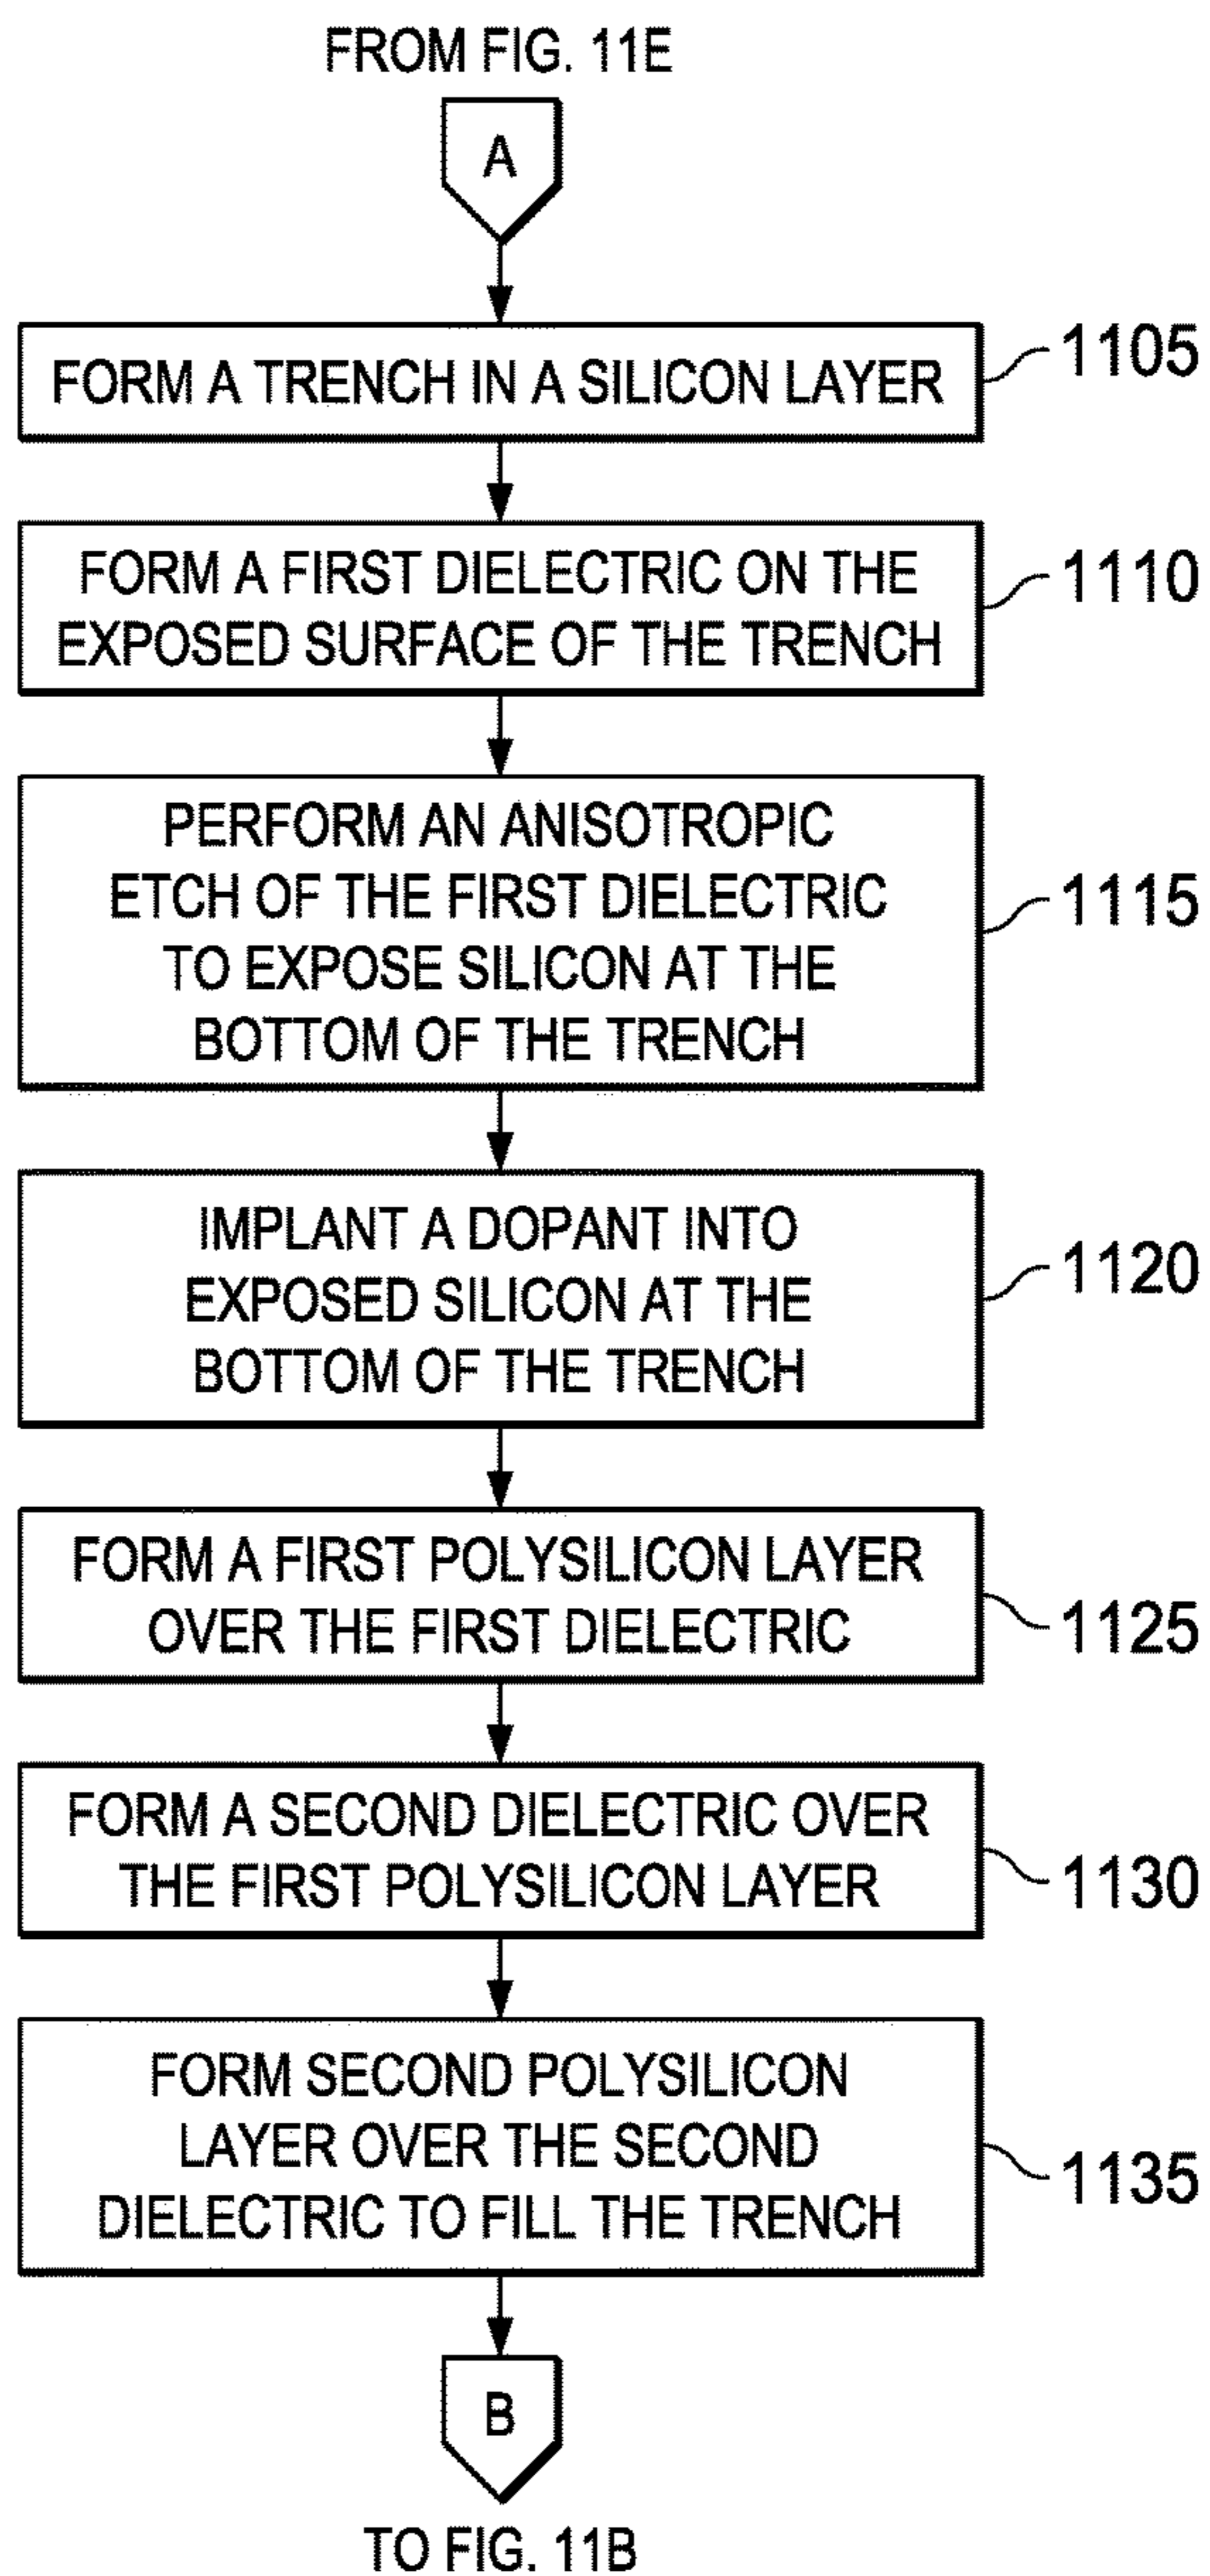 FROM FIG. 11E
A
FORM A TRENCH IN A SILICON LAYER
1105
FORM A FIRST DIELECTRIC ON THE
EXPOSED SURFACE OF THE TRENCH
1110
PERFORM AN ANISOTROPIC
ETCH OF THE FIRST DIELECTRIC
TO EXPOSE SILICON AT THE
BOTTOM OF THE TRENCH
1115
IMPLANT A DOPANT INTO
EXPOSED SILICON AT THE
BOTTOM OF THE TRENCH
1120
FORM A FIRST POLYSILICON LAYER
OVER THE FIRST DIELECTRIC
1125
FORM A SECOND DIELECTRIC OVER
THE FIRST POLYSILICON LAYER
1130
FORM SECOND POLYSILICON
LAYER OVER THE SECOND
DIELECTRIC TO FILL THE TRENCH
1135
B
TO FIG. 11B